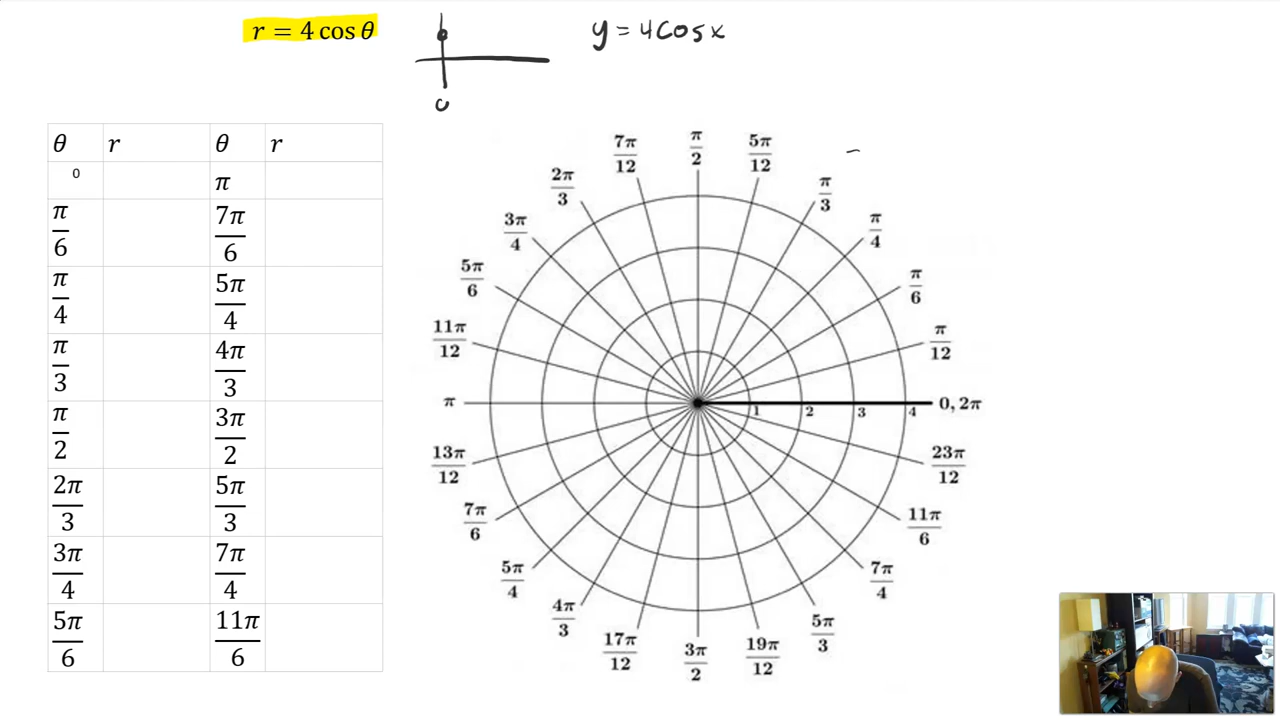 r = 4 cos θ
y = 4cosx
0
θ r θ r
0 π
π/6 7π/6
π/4 5π/4
π/3 4π/3
π/2 3π/2
2π/3 5π/3
3π/4 7π/4
5π/6 11π/6
π/2
7π/12 5π/12
2π/3 π/3
3π/4 π/4
5π/6 π/6
11π/12 π/12
π 1 2 3 4 0, 2π
13π/12 23π/12
7π/6 11π/6
5π/4 7π/4
4π/3 5π/3
17π/12 3π/2 19π/12